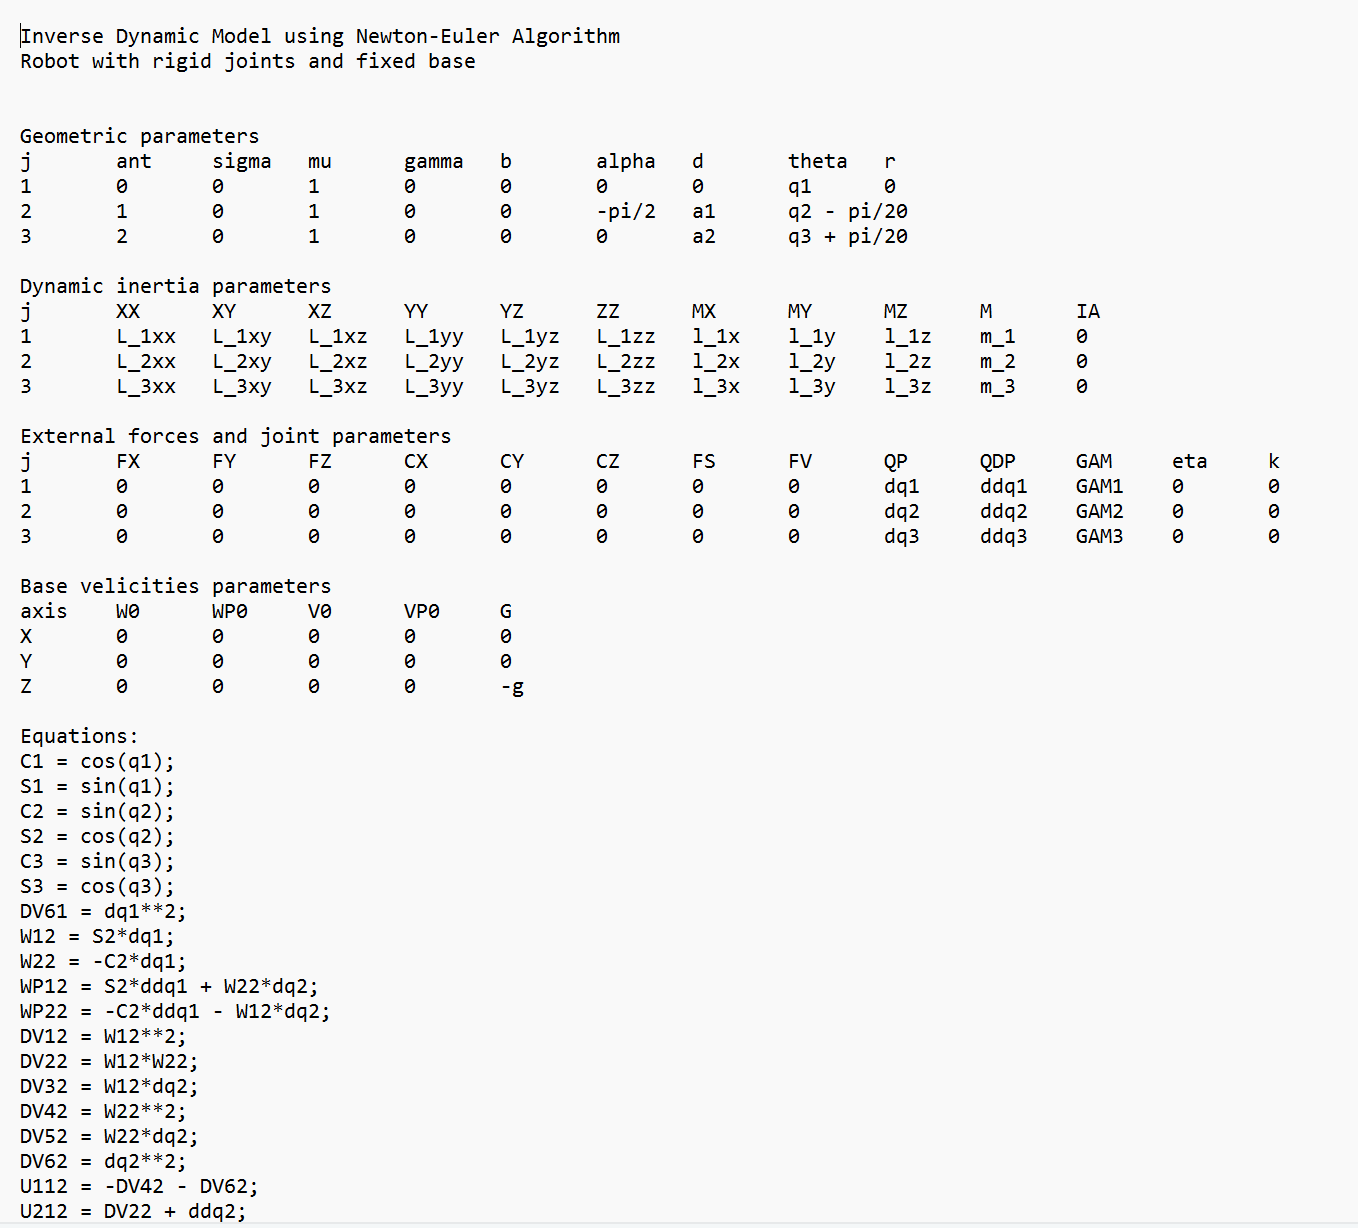 Inverse Dynamic Model using Newton-Euler Algorithm
Robot with rigid joints and fixed base
Geometric parameters
j ant sigma mu gamma b alpha d theta r
1 0 0 1 0 0 0 0 q1 0
2 1 0 1 0 0 -pi/2 a1 q2 - pi/20
3 2 0 1 0 0 0 a2 q3 + pi/20
Dynamic inertia parameters
j XX XY XZ YY YZ ZZ MX MY MZ M IA
1 L_1xx L_1xy L_1xz L_1yy L_1yz L_1zz l_1x l_1y l_1z m_1 0
2 L_2xx L_2xy L_2xz L_2yy L_2yz L_2zz l_2x l_2y l_2z m_2 0
3 L_3xx L_3xy L_3xz L_3yy L_3yz L_3zz l_3x l_3y l_3z m_3 0
External forces and joint parameters
j FX FY FZ CX CY CZ FS FV QP QDP GAM eta k
1 0 0 0 0 0 0 0 0 dq1 ddq1 GAM1 0 0
2 0 0 0 0 0 0 0 0 dq2 ddq2 GAM2 0 0
3 0 0 0 0 0 0 0 0 dq3 ddq3 GAM3 0 0
Base velicities parameters
axis W0 WP0 V0 VP0 G
X 0 0 0 0 0
Y 0 0 0 0 0
Z 0 0 0 0 -g
Equations:
C1 = cos(q1);
S1 = sin(q1);
C2 = sin(q2);
S2 = cos(q2);
C3 = sin(q3);
S3 = cos(q3);
DV61 = dq1**2;
W12 = S2*dq1;
W22 = -C2*dq1;
WP12 = S2*ddq1 + W22*dq2;
WP22 = -C2*ddq1 - W12*dq2;
DV12 = W12**2;
DV22 = W12*W22;
DV32 = W12*dq2;
DV42 = W22**2;
DV52 = W22*dq2;
DV62 = dq2**2;
U112 = -DV42 - DV62;
U212 = DV22 + ddq2;